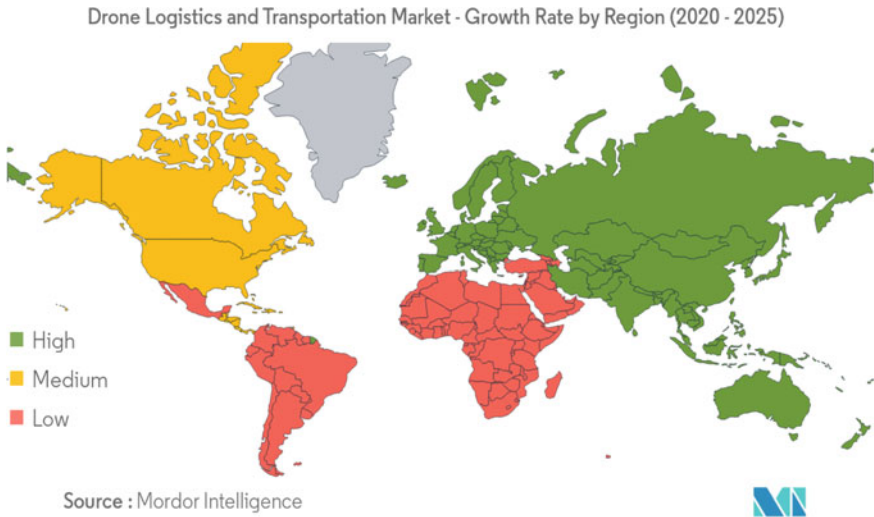 Drone Logistics and Transportation Market - Growth Rate by Region (2020 - 2025)
High
Medium
Low
Source : Mordor Intelligence